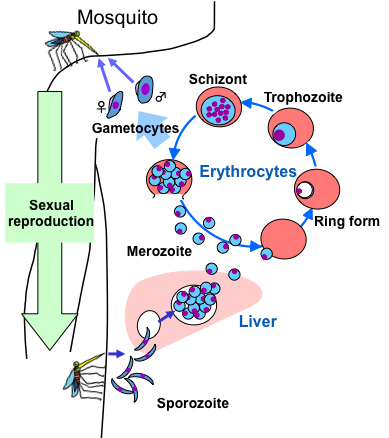 Mosquito
Schizont
Trophozoite
♀
♂
Gametocytes
Erythrocytes
Sexual
reproduction
Ring form
Merozoite
Liver
Sporozoite